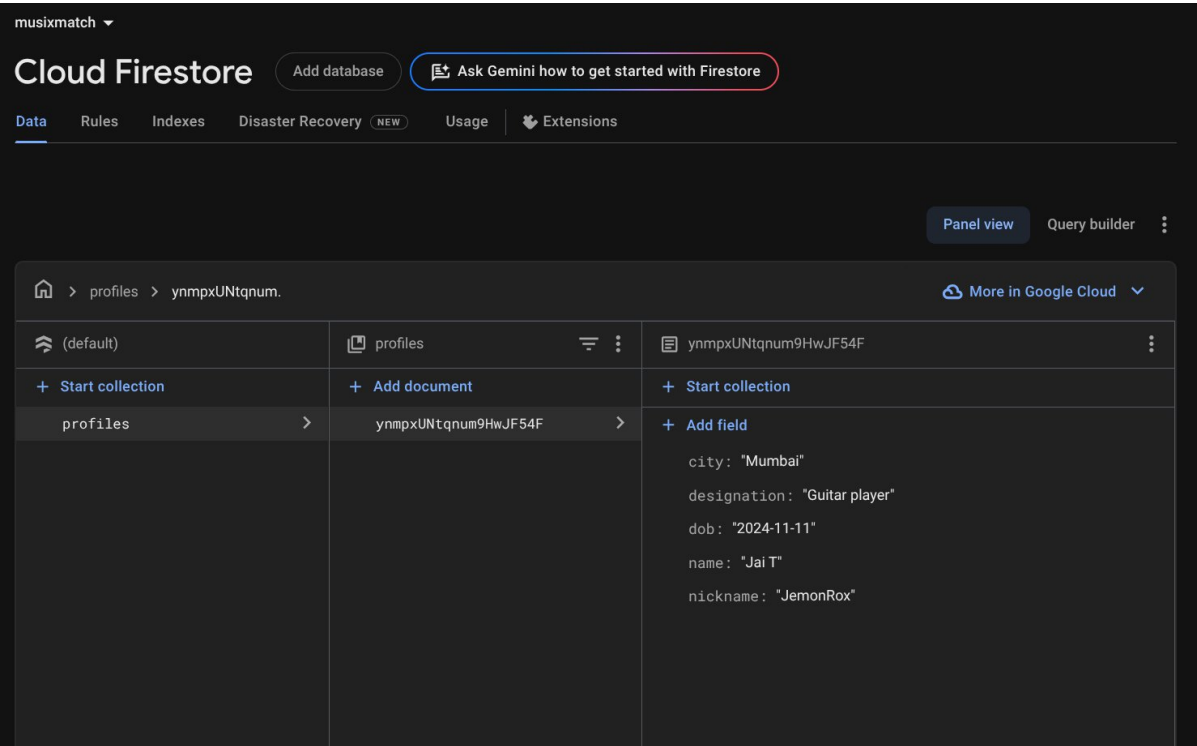 musixmatch
Cloud Firestore Add database Ask Gemini how to get started with Firestore
Data Rules Indexes Disaster Recovery NEW Usage Extensions
Panel view Query builder
profiles > ynmpxUNtqnum. More in Google Cloud
(default) profiles ynmpxUNtqnum9HwJF54F
+ Start collection + Add document + Start collection
profiles ynmpxUNtqnum9HwJF54F + Add field
city: "Mumbai"
designation: "Guitar player"
dob: "2024-11-11"
name: "Jai T"
nickname: "JemonRox"